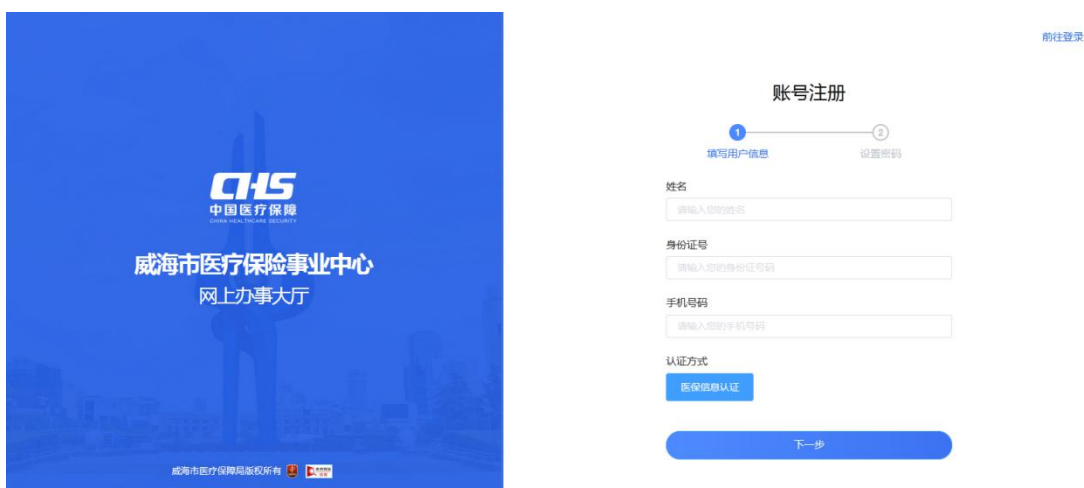 CHS
中国医疗保障
CHINA HEALTHCARE SECURITY
威海市医疗保险事业中心
网上办事大厅
威海市医疗保障局版权所有
前往登录
账号注册
1
2
填写用户信息
设置密码
姓名
请输入您的姓名
身份证号
请输入您的身份证号码
手机号码
请输入您的手机号码
认证方式
医保信息认证
下一步